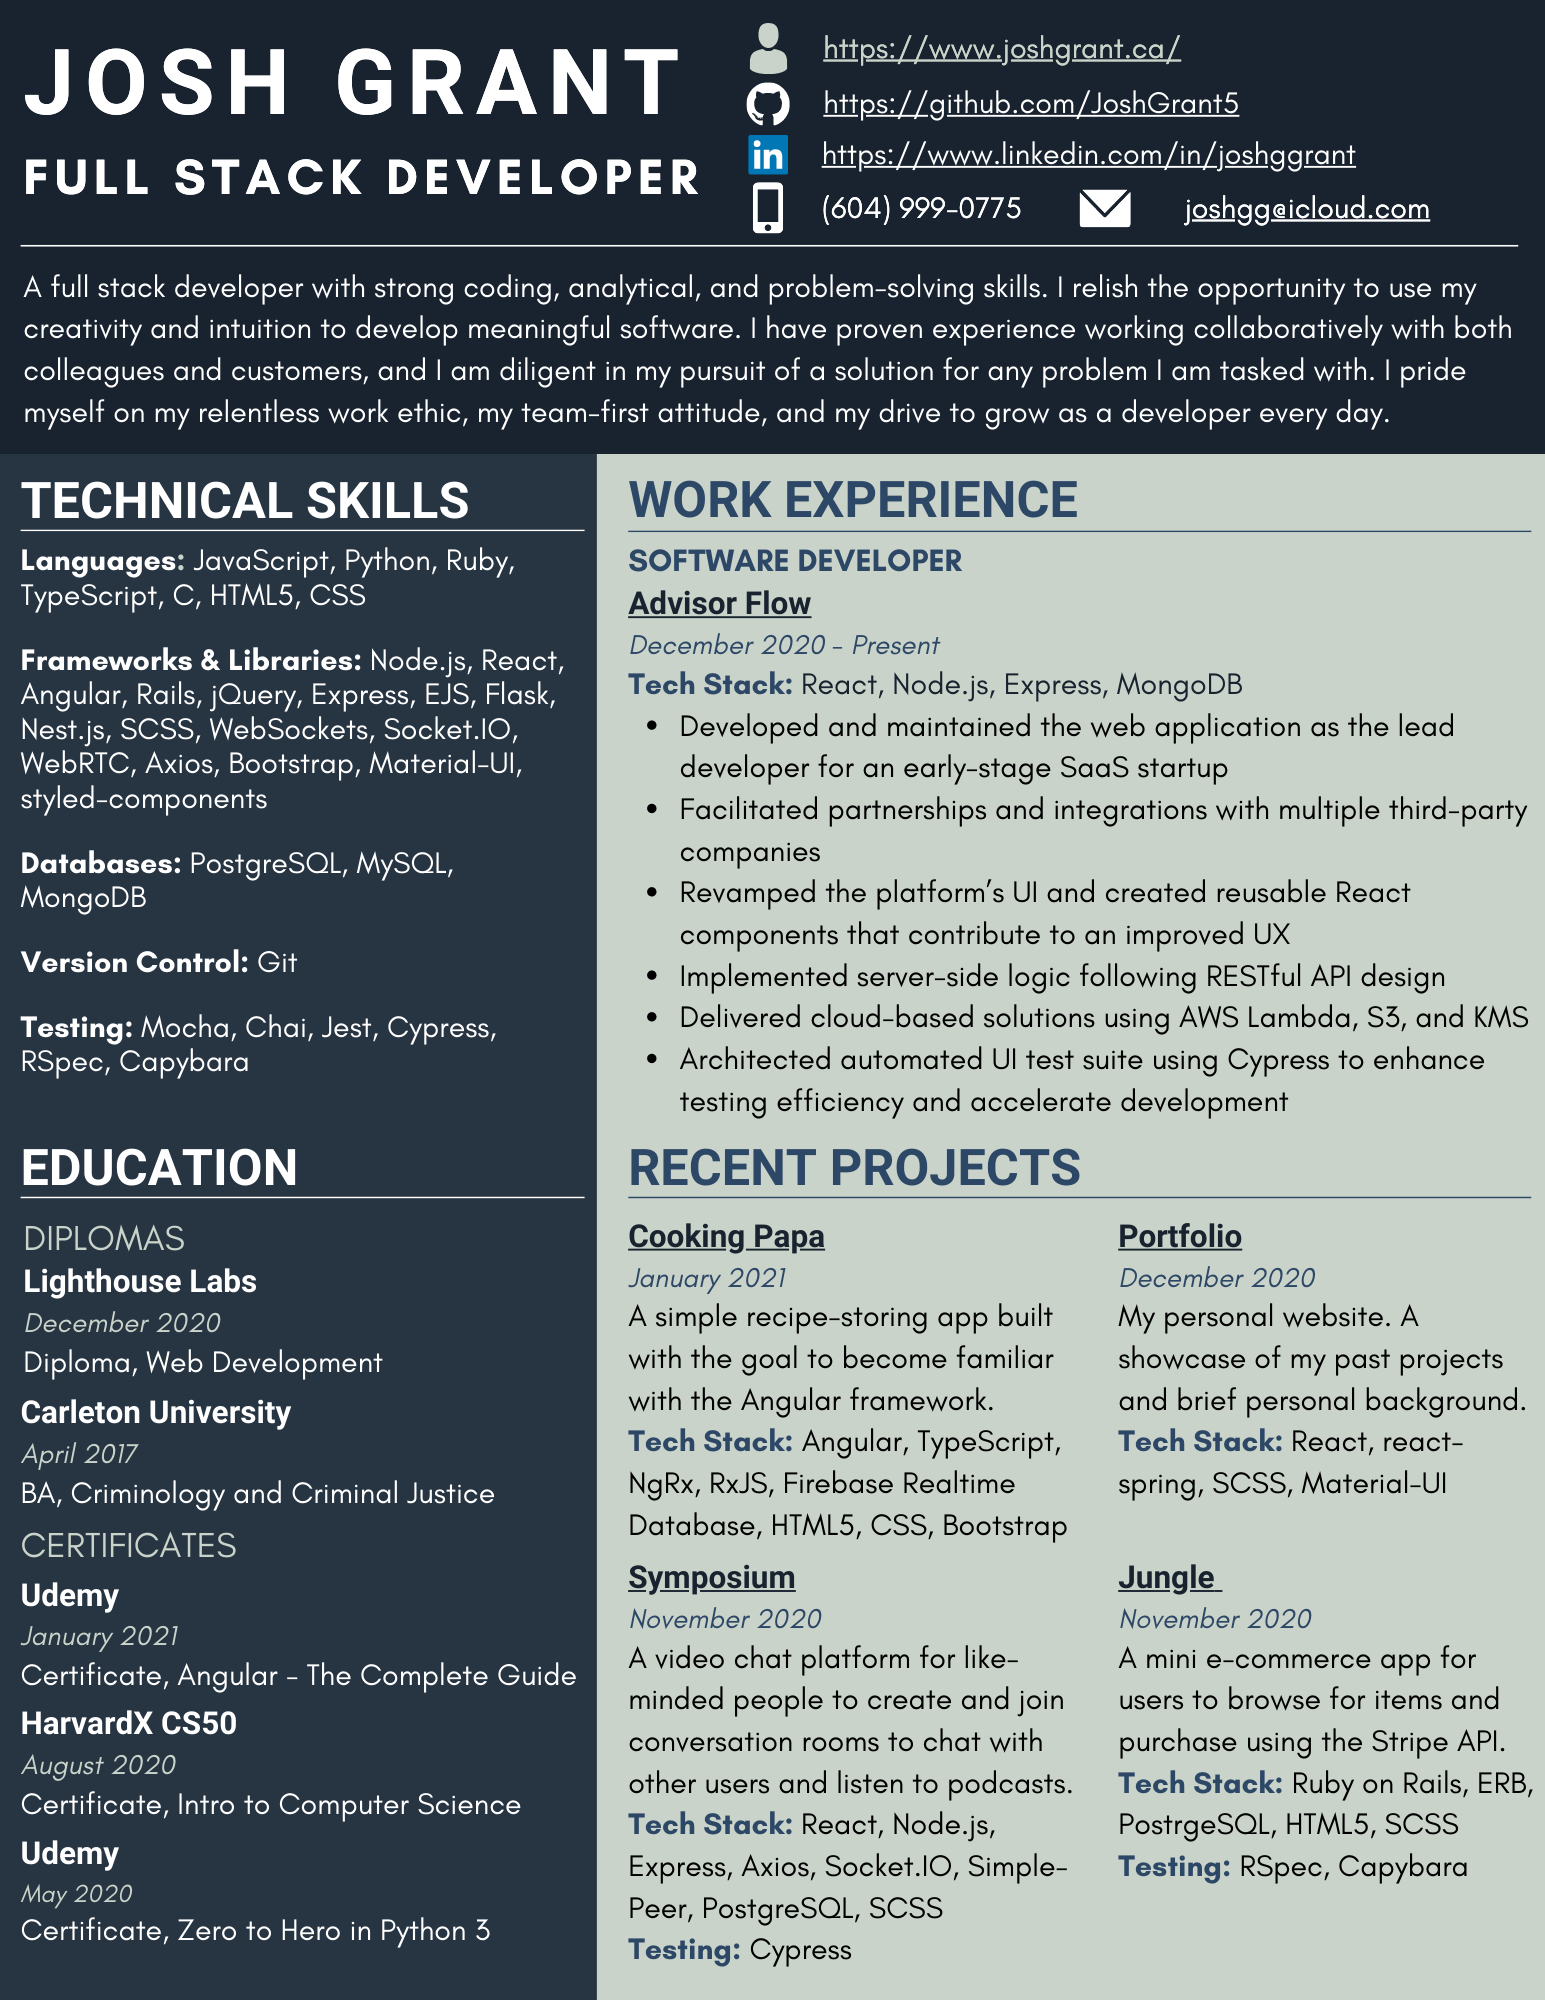 JOSH GRANT
FULL STACK DEVELOPER
https://www.joshgrant.ca/
https://github.com/JoshGrant5
in https://www.linkedin.com/in/joshggrant
(604) 999-0775 joshgg@icloud.com
A full stack developer with strong coding, analytical, and problem-solving skills. I relish the opportunity to use my
creativity and intuition to develop meaningful software. I have proven experience working collaboratively with both
colleagues and customers, and I am diligent in my pursuit of a solution for any problem I am tasked with. I pride
myself on my relentless work ethic, my team-first attitude, and my drive to grow as a developer every day.
TECHNICAL SKILLS
Languages: JavaScript, Python, Ruby,
TypeScript, C, HTML5, CSS
Frameworks & Libraries: Node.js, React,
Angular, Rails, jQuery, Express, EJS, Flask,
Nest.js, SCSS, WebSockets, Socket.IO,
WebRTC, Axios, Bootstrap, Material-UI,
styled-components
Databases: PostgreSQL, MySQL,
MongoDB
Version Control: Git
Testing: Mocha, Chai, Jest, Cypress,
RSpec, Capybara
EDUCATION
DIPLOMAS
Lighthouse Labs
December 2020
Diploma, Web Development
Carleton University
April 2017
BA, Criminology and Criminal Justice
CERTIFICATES
Udemy
January 2021
Certificate, Angular - The Complete Guide
HarvardX CS50
August 2020
Certificate, Intro to Computer Science
Udemy
May 2020
Certificate, Zero to Hero in Python 3
WORK EXPERIENCE
SOFTWARE DEVELOPER
Advisor Flow
December 2020 - Present
Tech Stack: React, Node.js, Express, MongoDB
• Developed and maintained the web application as the lead
developer for an early-stage SaaS startup
• Facilitated partnerships and integrations with multiple third-party
companies
• Revamped the platform's UI and created reusable React
components that contribute to an improved UX
• Implemented server-side logic following RESTful API design
• Delivered cloud-based solutions using AWS Lambda, S3, and KMS
• Architected automated UI test suite using Cypress to enhance
testing efficiency and accelerate development
RECENT PROJECTS
Cooking Papa
January 2021
A simple recipe-storing app built
with the goal to become familiar
with the Angular framework.
Tech Stack: Angular, TypeScript,
NgRx, RxJS, Firebase Realtime
Database, HTML5, CSS, Bootstrap
Portfolio
December 2020
My personal website. A
showcase of my past projects
and brief personal background.
Tech Stack: React, react-
spring, SCSS, Material-UI
Symposium
November 2020
A video chat platform for like-
minded people to create and join
conversation rooms to chat with
other users and listen to podcasts.
Tech Stack: React, Node.js,
Express, Axios, Socket.IO, Simple-
Peer, PostgreSQL, SCSS
Testing: Cypress
Jungle
November 2020
A mini e-commerce app for
users to browse for items and
purchase using the Stripe API.
Tech Stack: Ruby on Rails, ERB,
PostrgeSQL, HTML5, SCSS
Testing: RSpec, Capybara